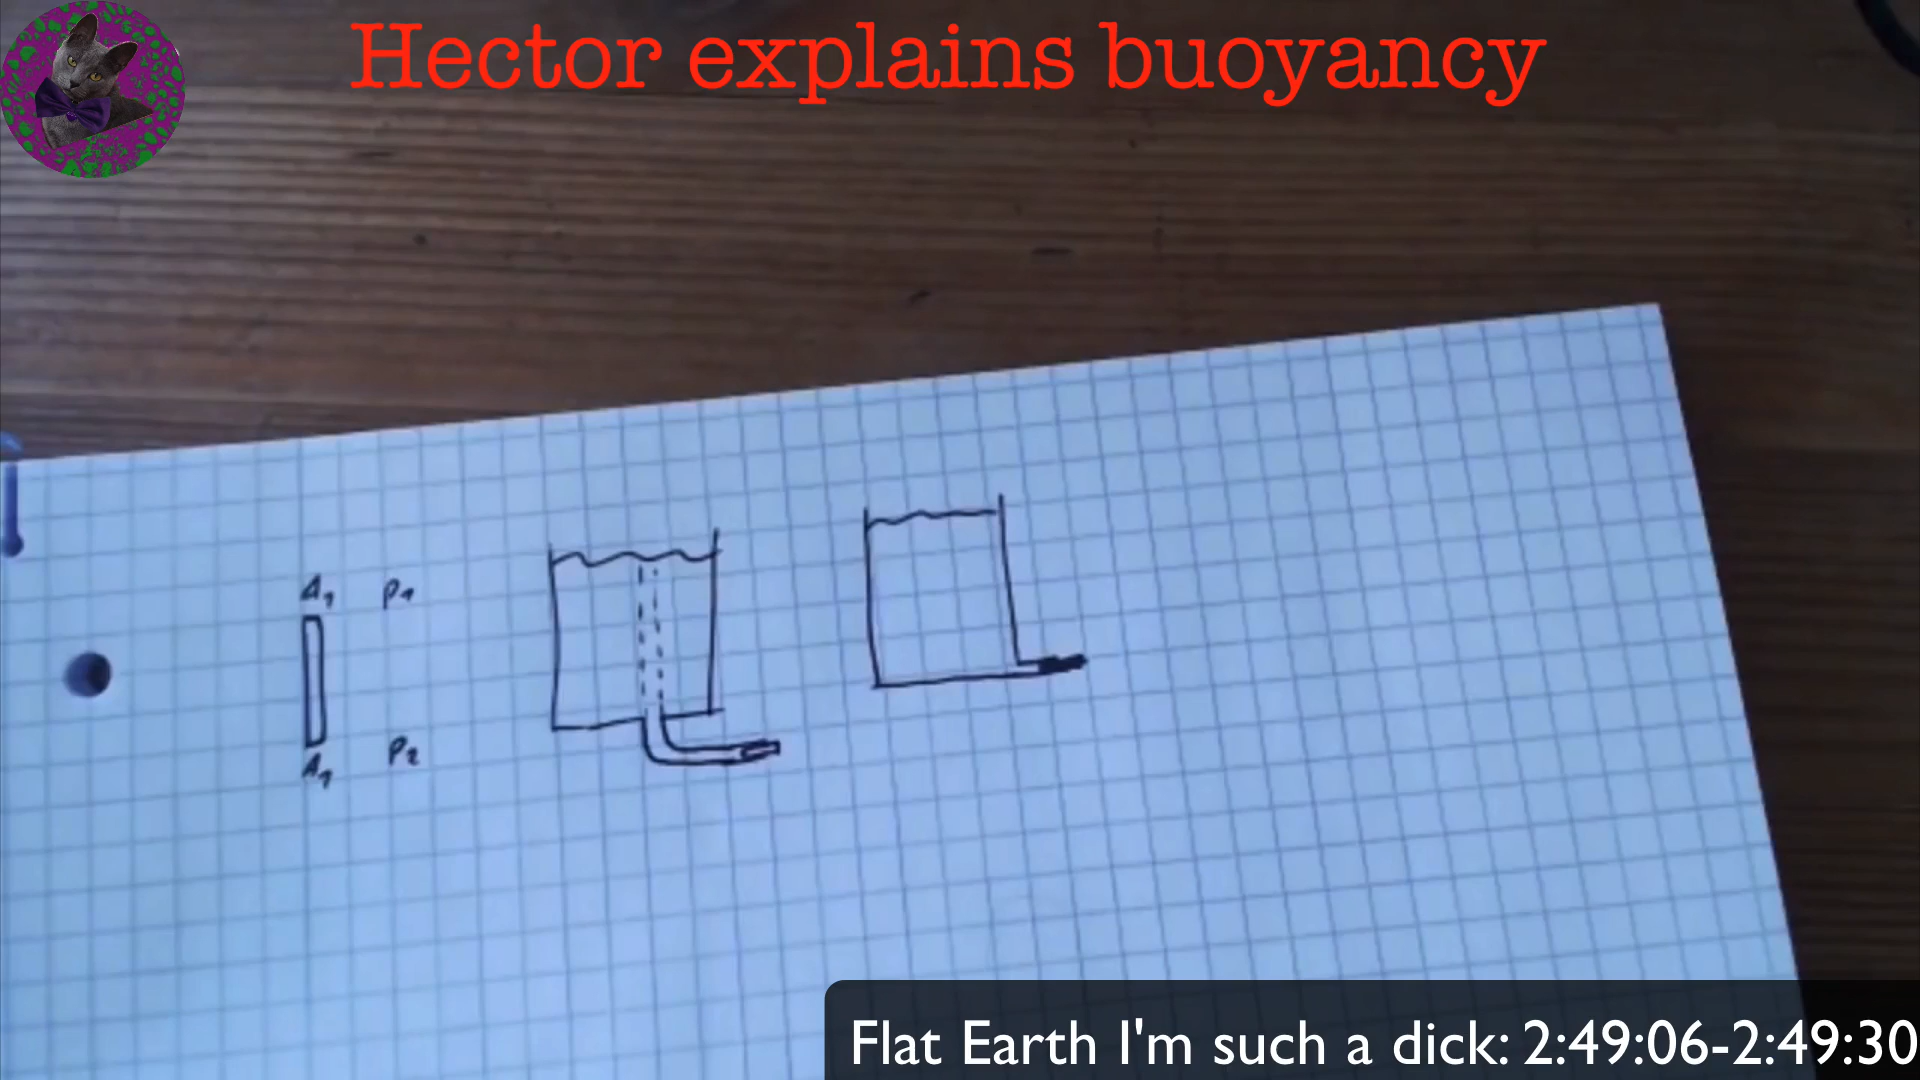 Hector explains buoyancy
A₁ P₁
A₁ P₂
Flat Earth I'm such a dick: 2:49:06-2:49:30